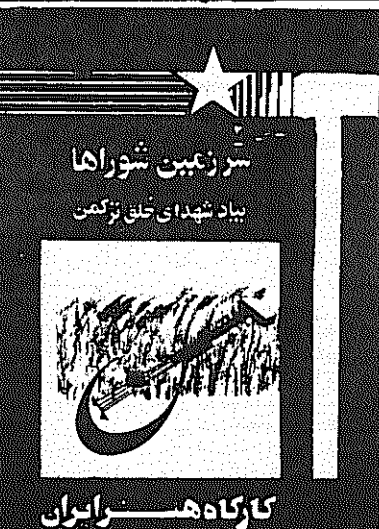 سرزمین شوراها
بیاد شهدای خلق ترکمن
کارگاه هنر ایران